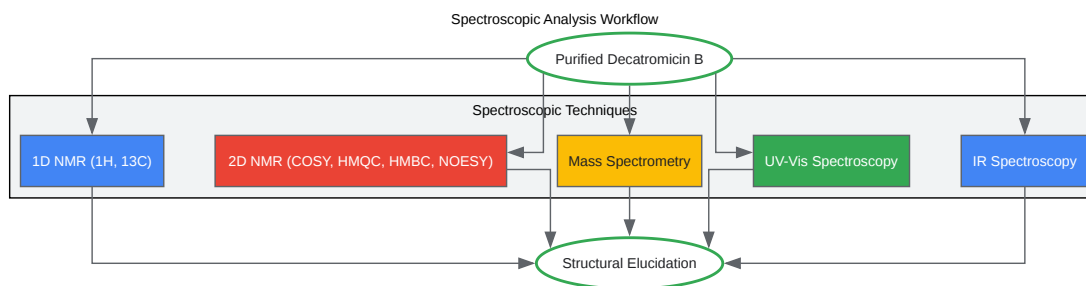 Spectroscopic Analysis Workflow
Purified Decatromicin B
Spectroscopic Techniques
1D NMR (1H, 13C)
2D NMR (COSY, HMQC, HMBC, NOESY)
Mass Spectrometry
UV-Vis Spectroscopy
IR Spectroscopy
Structural Elucidation